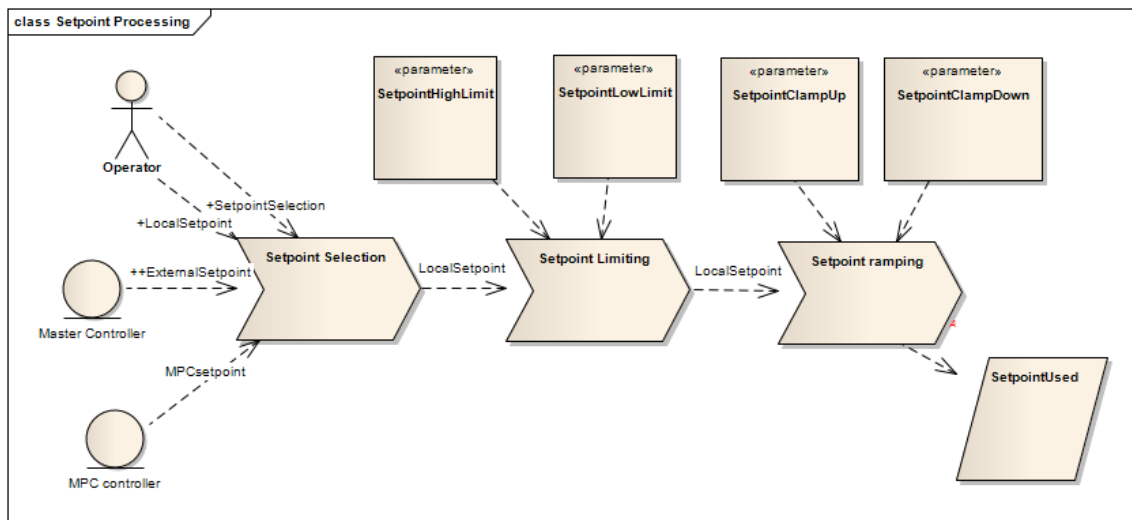 class Setpoint Processing
«parameter»
SetpointHighLimit
«parameter»
SetpointLowLimit
«parameter»
SetpointClampUp
«parameter»
SetpointClampDown
Operator
+SetpointSelection
+LocalSetpoint
Setpoint Selection
Setpoint Limiting
Setpoint ramping
++ExternalSetpoint
LocalSetpoint
LocalSetpoint
Master Controller
A
MPCsetpoint
SetpointUsed
MPC controller